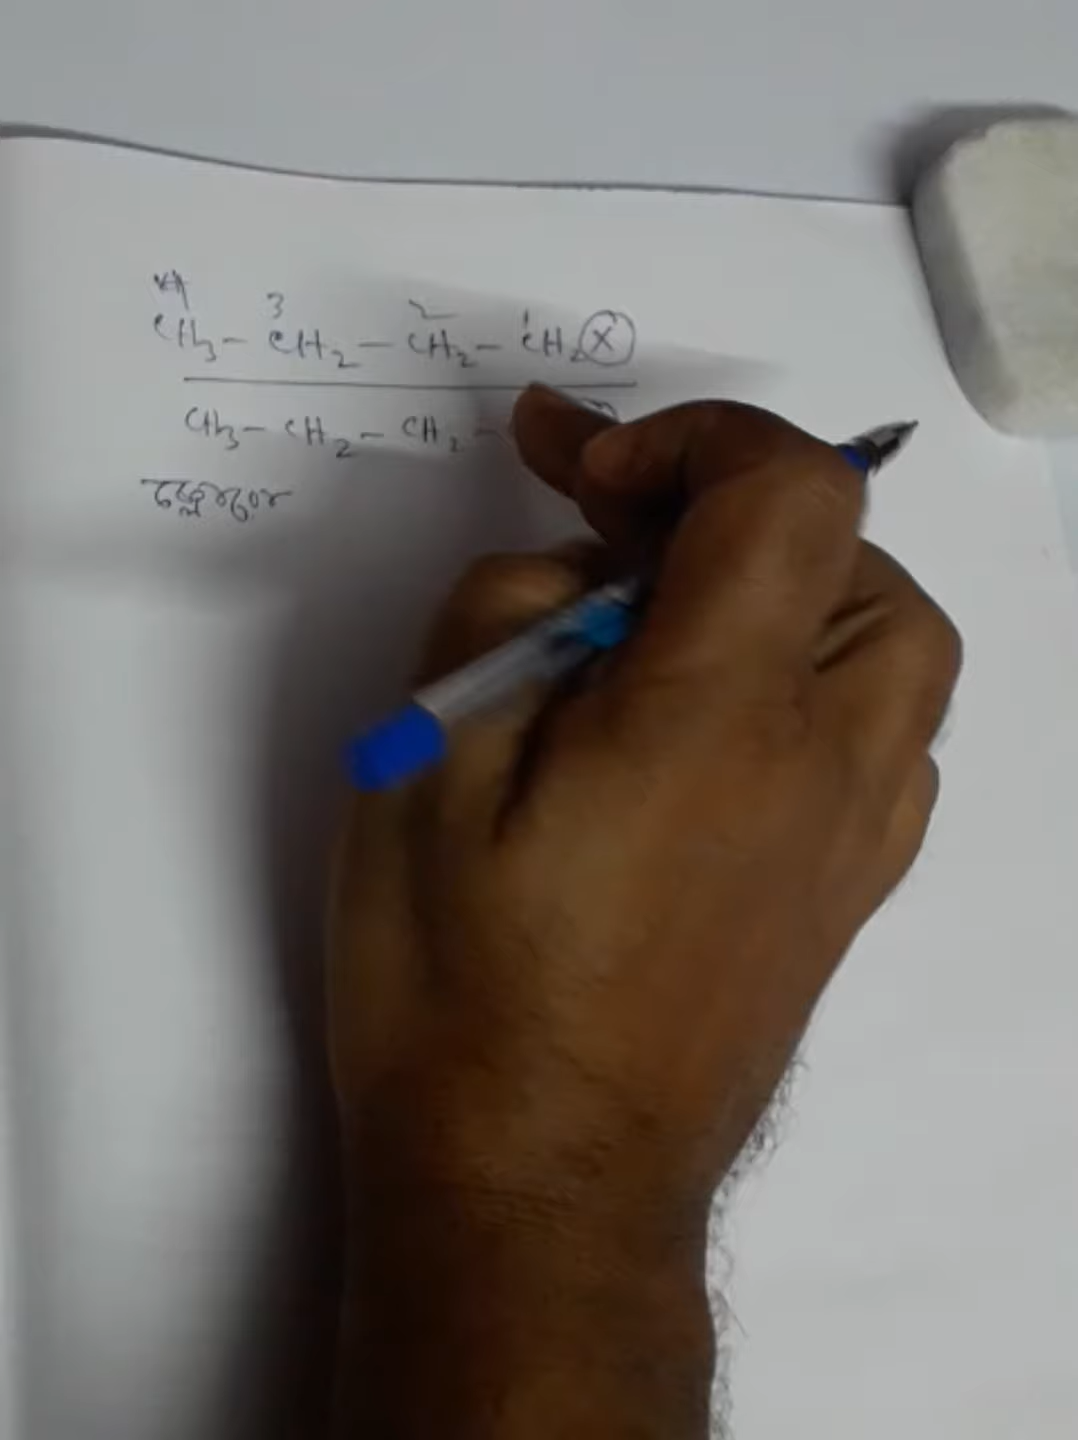 4 3 2 1
CH₃ – CH₂ – CH₂ – CH₂ X
CH₃ – CH₂ – CH₂ –